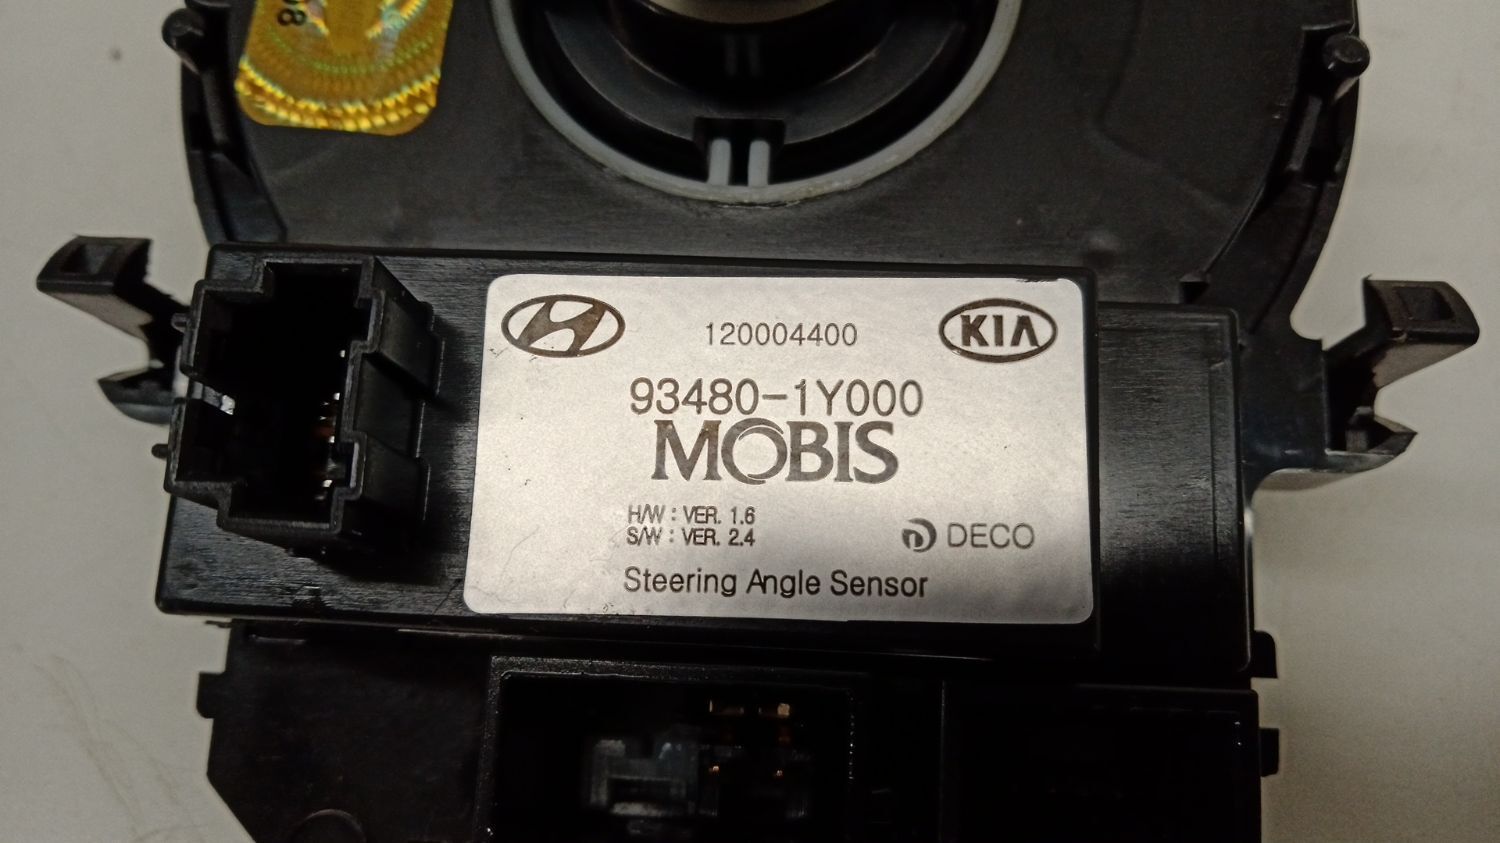 120004400
KIA
93480-1Y000
MOBIS
H/W : VER. 1.6
S/W : VER. 2.4
DECO
Steering Angle Sensor